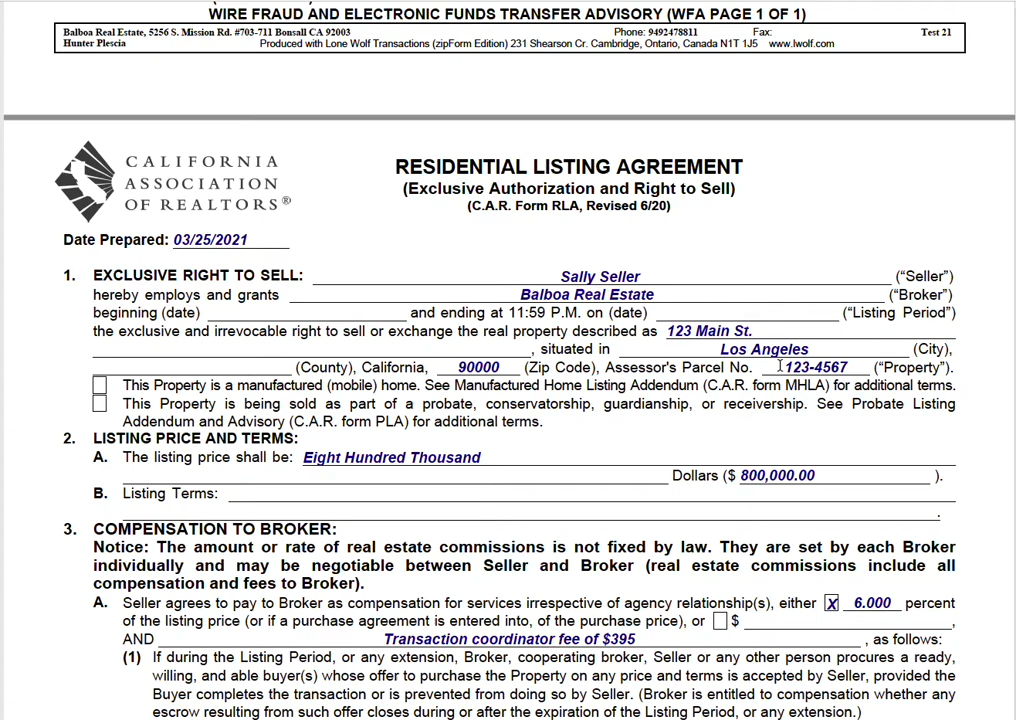 WIRE FRAUD AND ELECTRONIC FUNDS TRANSFER ADVISORY (WFA PAGE 1 OF 1)
Balboa Real Estate, 5256 S. Mission Rd. #703-711 Bonsall CA 92003 Phone: 9492478811 Fax: Test 21
Hunter Plescia Produced with Lone Wolf Transactions (zipForm Edition) 231 Shearson Cr. Cambridge, Ontario, Canada N1T 1J5 www.lwolf.com
CALIFORNIA
ASSOCIATION
OF REALTORS®
RESIDENTIAL LISTING AGREEMENT
(Exclusive Authorization and Right to Sell)
(C.A.R. Form RLA, Revised 6/20)
Date Prepared: 03/25/2021
1. EXCLUSIVE RIGHT TO SELL: Sally Seller (“Seller”)
hereby employs and grants Balboa Real Estate (“Broker”)
beginning (date) and ending at 11:59 P.M. on (date) (“Listing Period”)
the exclusive and irrevocable right to sell or exchange the real property described as 123 Main St.
, situated in Los Angeles (City),
(County), California, 90000 (Zip Code), Assessor's Parcel No. 123-4567 (“Property”).
This Property is a manufactured (mobile) home. See Manufactured Home Listing Addendum (C.A.R. form MHLA) for additional terms.
This Property is being sold as part of a probate, conservatorship, guardianship, or receivership. See Probate Listing
Addendum and Advisory (C.A.R. form PLA) for additional terms.
2. LISTING PRICE AND TERMS:
A. The listing price shall be: Eight Hundred Thousand
Dollars ($ 800,000.00 ).
B. Listing Terms:
.
3. COMPENSATION TO BROKER:
Notice: The amount or rate of real estate commissions is not fixed by law. They are set by each Broker
individually and may be negotiable between Seller and Broker (real estate commissions include all
compensation and fees to Broker).
A. Seller agrees to pay to Broker as compensation for services irrespective of agency relationship(s), either X 6.000 percent
of the listing price (or if a purchase agreement is entered into, of the purchase price), or $ ,
AND Transaction coordinator fee of $395 , as follows:
(1) If during the Listing Period, or any extension, Broker, cooperating broker, Seller or any other person procures a ready,
willing, and able buyer(s) whose offer to purchase the Property on any price and terms is accepted by Seller, provided the
Buyer completes the transaction or is prevented from doing so by Seller. (Broker is entitled to compensation whether any
escrow resulting from such offer closes during or after the expiration of the Listing Period, or any extension.)